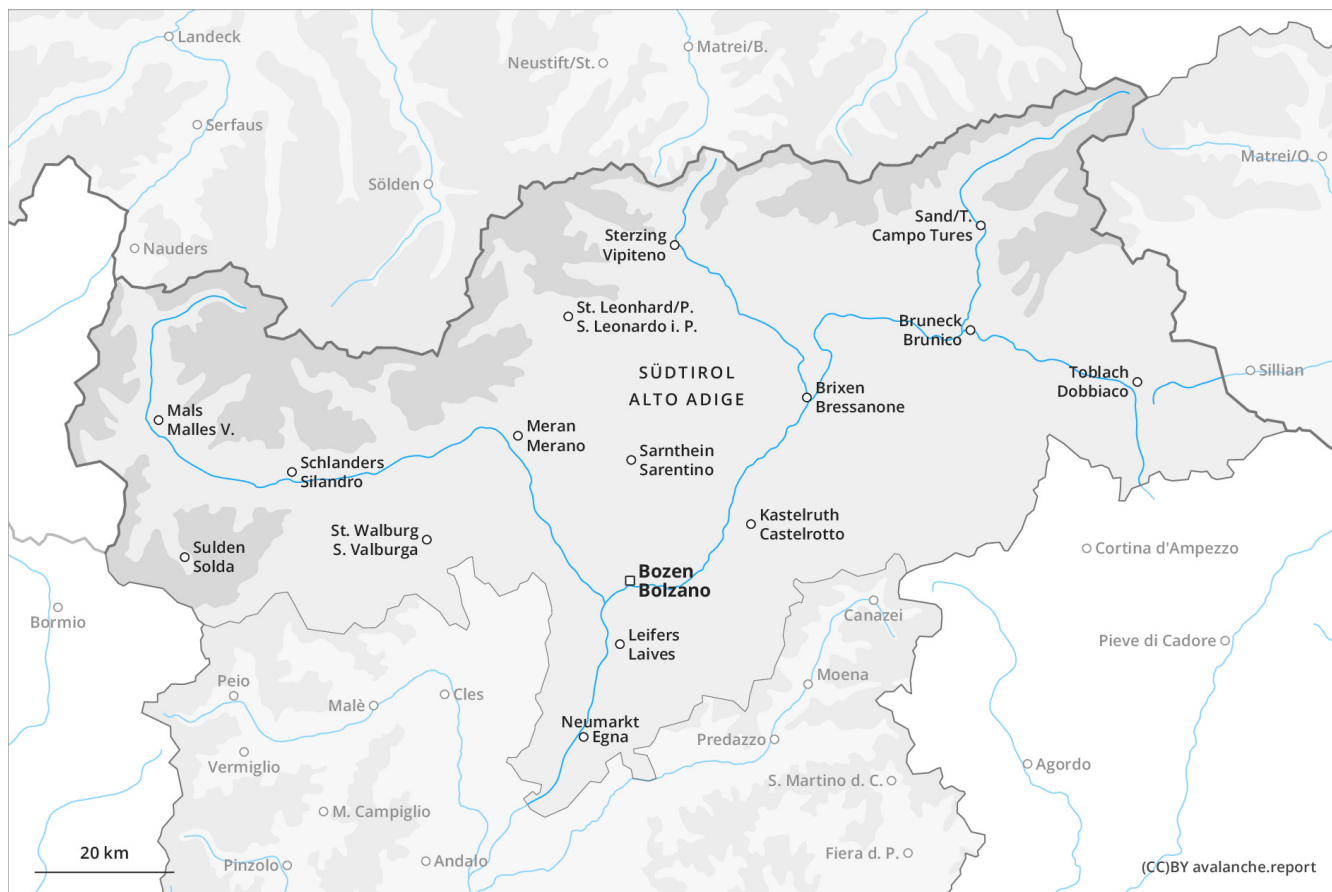 Landeck
Matrei/B.
Neustift/St.
Serfaus
Matrei/O.
Sölden
Sand/T.
Campo Tures
Nauders
Sterzing
Vipiteno
St. Leonhard/P.
S. Leonardo i. P.
Bruneck
Brunico
SÜDTIROL
ALTO ADIGE
Toblach
Dobbiaco
Sillian
Brixen
Bressanone
Mals
Malles V.
Meran
Merano
Sarnthein
Sarentino
Schlanders
Silandro
Kastelruth
Castelrotto
St. Walburg
S. Valburga
Sulden
Solda
Cortina d'Ampezzo
Bozen
Bolzano
Bormio
Canazei
Leifers
Laives
Pieve di Cadore
Peio
Moena
Malè
Cles
Neumarkt
Egna
Predazzo
Vermiglio
Agordo
S. Martino d. C.
M. Campiglio
20 km
Pinzolo
Andalo
Fiera d. P.
(CC)BY avalanche.report